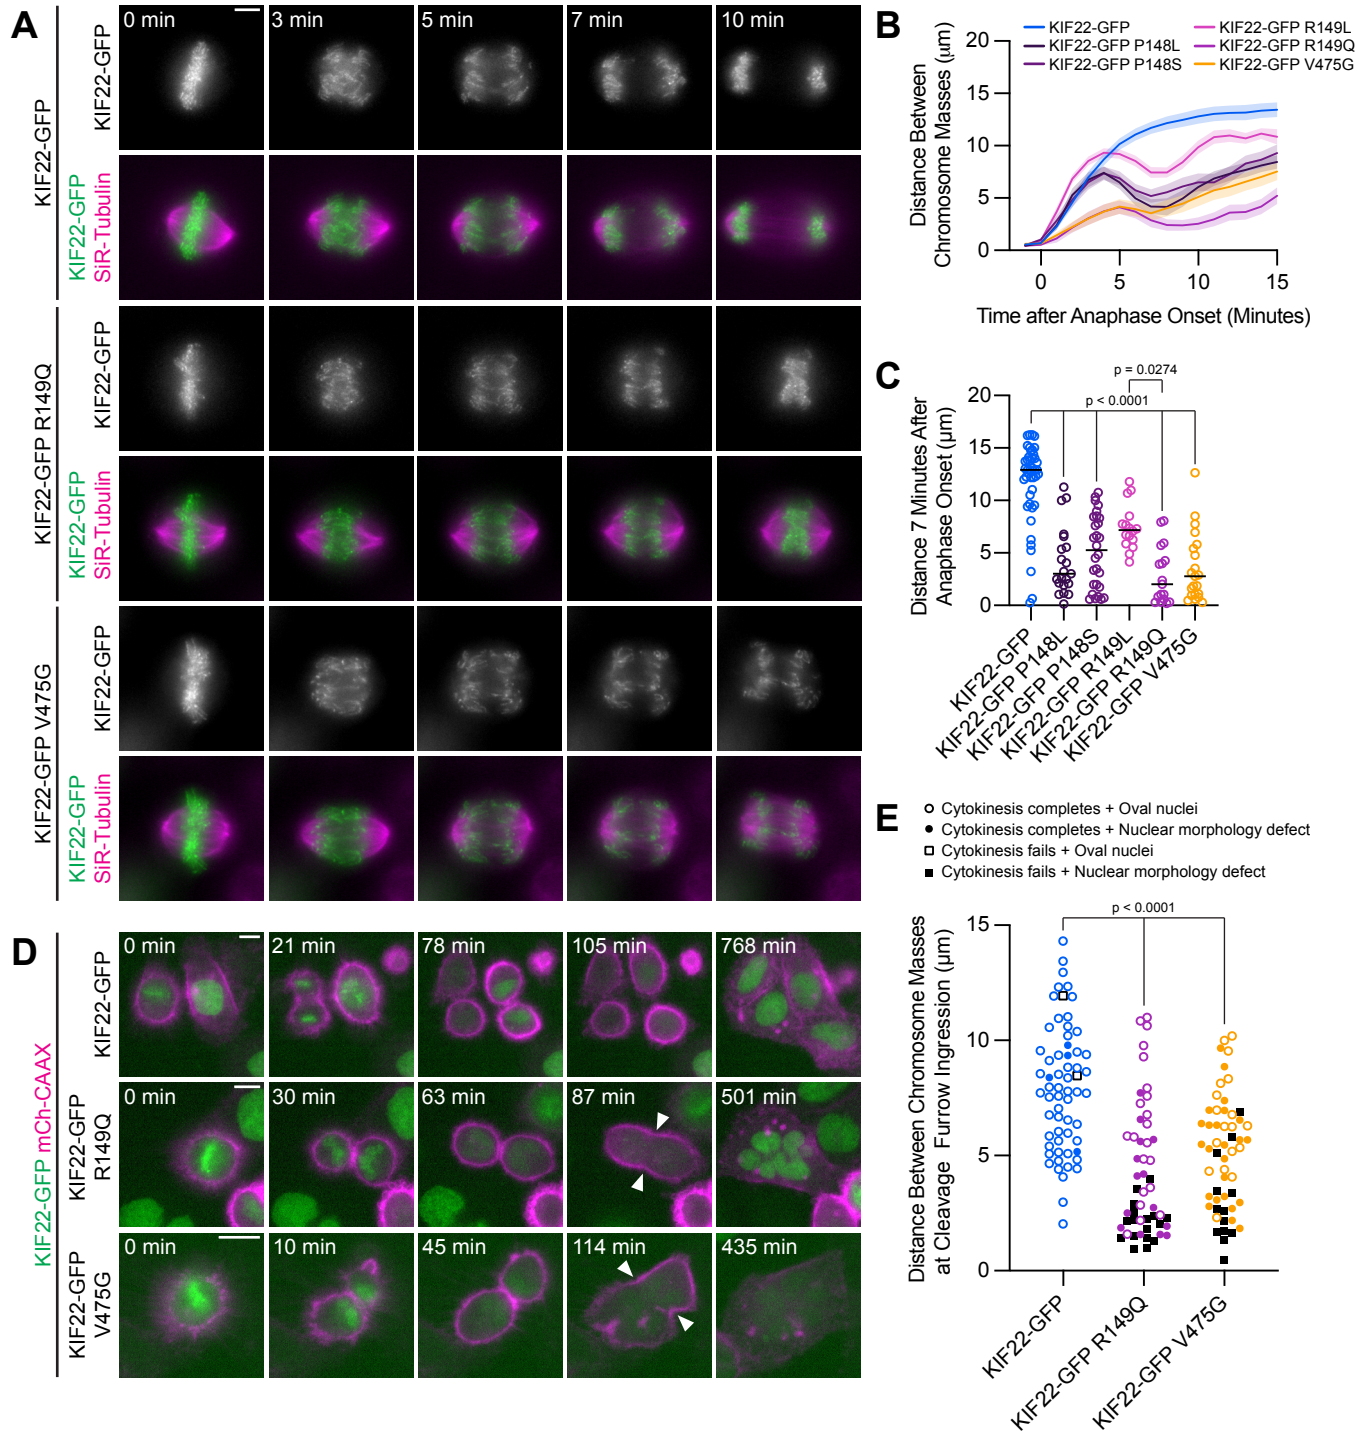 A
KIF22-GFP
KIF22-GFP
0 min
3 min
5 min
7 min
10 min
KIF22-GFP
SiR-Tubulin
KIF22-GFP R149Q
KIF22-GFP
KIF22-GFP
SiR-Tubulin
KIF22-GFP V475G
KIF22-GFP
KIF22-GFP
SiR-Tubulin
B
KIF22-GFP
KIF22-GFP P148L
KIF22-GFP P148S
KIF22-GFP R149L
KIF22-GFP R149Q
KIF22-GFP V475G
Distance Between
Chromosome Masses (μm)
20
15
10
5
0
0
5
10
15
Time after Anaphase Onset (Minutes)
C
p = 0.0274
p < 0.0001
Distance 7 Minutes After
Anaphase Onset (μm)
20
15
10
5
0
KIF22-GFP
KIF22-GFP P148L
KIF22-GFP P148S
KIF22-GFP R149L
KIF22-GFP R149Q
KIF22-GFP V475G
D
KIF22-GFP mCh-CAAX
KIF22-GFP
0 min
21 min
78 min
105 min
768 min
KIF22-GFP
R149Q
0 min
30 min
63 min
87 min
501 min
KIF22-GFP
V475G
0 min
10 min
45 min
114 min
435 min
E
Cytokinesis completes + Oval nuclei
Cytokinesis completes + Nuclear morphology defect
Cytokinesis fails + Oval nuclei
Cytokinesis fails + Nuclear morphology defect
p < 0.0001
Distance Between Chromosome Masses
at Cleavage Furrow Ingression (μm)
15
10
5
0
KIF22-GFP
KIF22-GFP R149Q
KIF22-GFP V475G